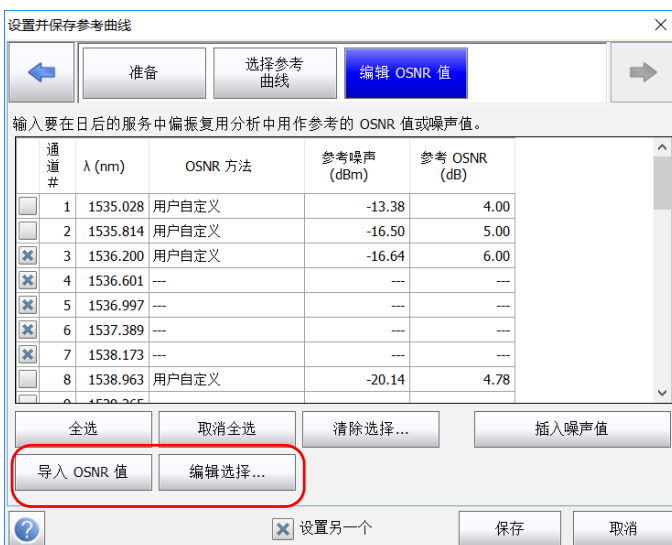 设置并保存参考曲线
准备
选择参考
曲线
编辑 OSNR 值
输入要在日后的服务中偏振复用分析中用作参考的 OSNR 值或噪声值。
通道# λ (nm) OSNR 方法 参考噪声 (dBm) 参考 OSNR (dB)
1 1535.028 用户自定义 -13.38 4.00
2 1535.814 用户自定义 -16.50 5.00
3 1536.200 用户自定义 -16.64 6.00
4 1536.601 --- --- ---
5 1536.997 --- --- ---
6 1537.389 --- --- ---
7 1538.173 --- --- ---
8 1538.963 用户自定义 -20.14 4.78
全选 取消全选 清除选择... 插入噪声值
导入 OSNR 值 编辑选择...
设置另一个 保存 取消